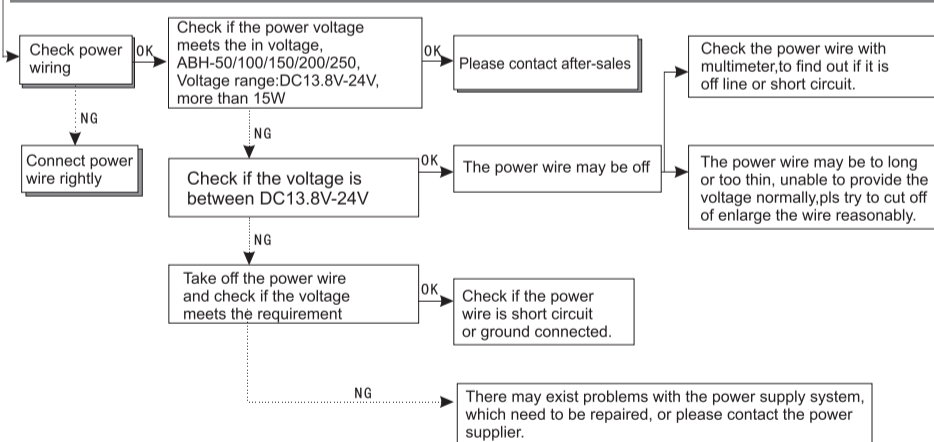 Check power
wiring
OK
Check if the power voltage
meets the in voltage,
ABH-50/100/150/200/250,
Voltage range:DC13.8V-24V,
more than 15W
OK
Please contact after-sales
Check the power wire with
multimeter,to find out if it is
off line or short circuit.
NG
Connect power
wire rightly
NG
Check if the voltage is
between DC13.8V-24V
OK
The power wire may be off
The power wire may be to long
or too thin, unable to provide the
voltage normally,pls try to cut off
of enlarge the wire reasonably.
NG
Take off the power wire
and check if the voltage
meets the requirement
OK
Check if the power
wire is short circuit
or ground connected.
NG
There may exist problems with the power supply system,
which need to be repaired, or please contact the power
supplier.